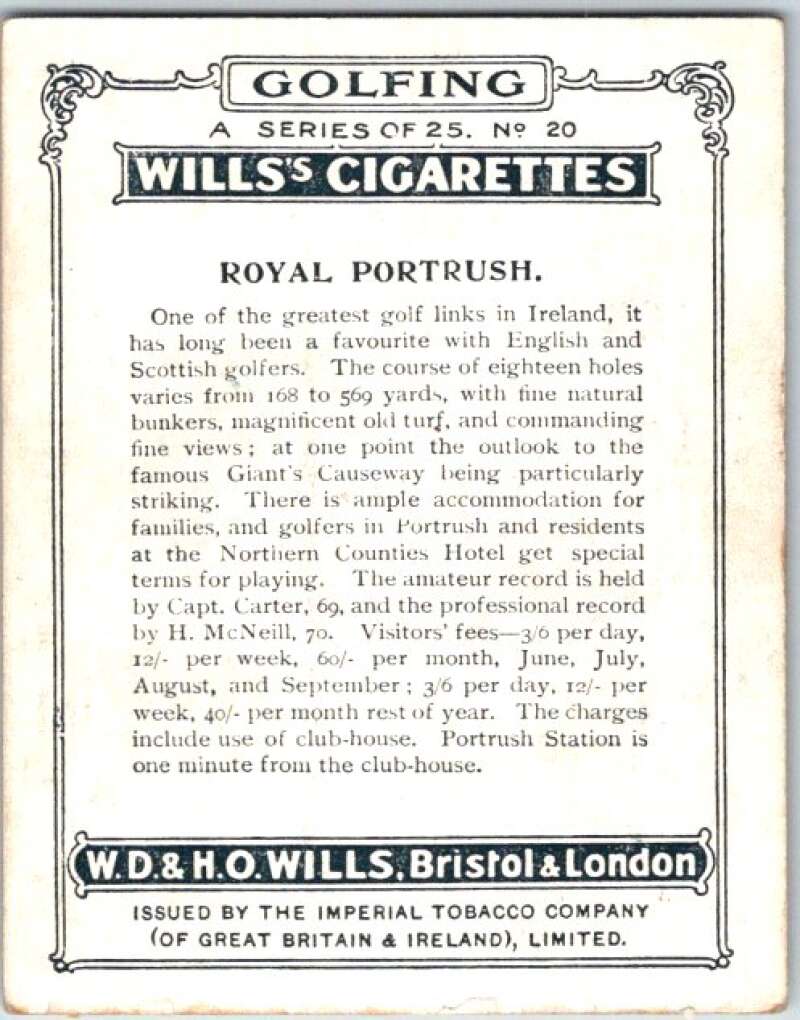 GOLFING
A SERIES OF 25. Nº 20
WILLS'S CIGARETTES
ROYAL PORTRUSH.
One of the greatest golf links in Ireland, it
has long been a favourite with English and
Scottish golfers. The course of eighteen holes
varies from 168 to 569 yards, with fine natural
bunkers, magnificent old turf, and commanding
fine views; at one point the outlook to the
famous Giant's Causeway being particularly
striking. There is ample accommodation for
families, and golfers in Portrush and residents
at the Northern Counties Hotel get special
terms for playing. The amateur record is held
by Capt. Carter, 69, and the professional record
by H. McNeill, 70. Visitors' fees—3/6 per day,
12/- per week, 60/- per month, June, July,
August, and September; 3/6 per day, 12/- per
week, 40/- per month rest of year. The charges
include use of club-house. Portrush Station is
one minute from the club-house.
W.D.& H.O.WILLS, Bristol & London
ISSUED BY THE IMPERIAL TOBACCO COMPANY
(OF GREAT BRITAIN & IRELAND), LIMITED.